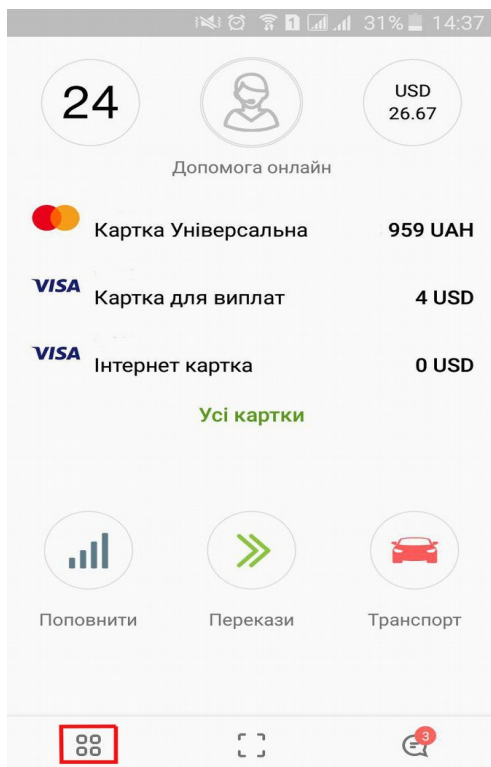 1 31% 14:37
24
USD
26.67
Допомога онлайн
Картка Універсальна 959 UAH
VISA Картка для виплат 4 USD
VISA Інтернет картка 0 USD
Усі картки
Поповнити Перекази Транспорт
3